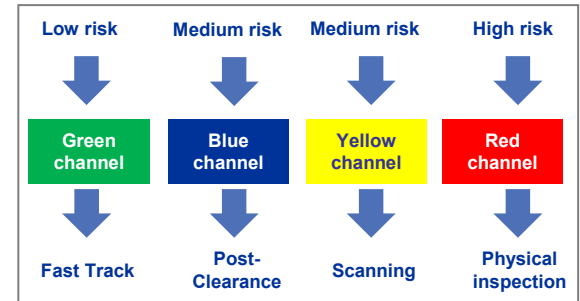 Low risk
Medium risk
Medium risk
High risk
Green
channel
Blue
channel
Yellow
channel
Red
channel
Fast Track
Post-
Clearance
Scanning
Physical
inspection